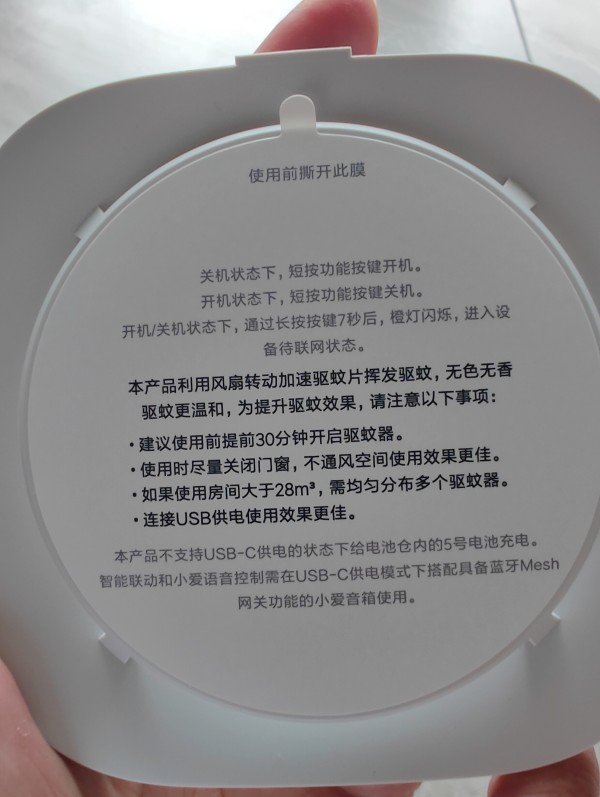 使用前撕开此膜
关机状态下，短按功能按键开机。
开机状态下，短按功能按键关机。
开机/关机状态下，通过长按按键7秒后，橙灯闪烁，进入设
备待联网状态。
本产品利用风扇转动加速驱蚊片挥发驱蚊，无色无香
驱蚊更温和，为提升驱蚊效果，请注意以下事项：
·建议使用前提前30分钟开启驱蚊器。
·使用时尽量关闭门窗，不通风空间使用效果更佳。
·如果使用房间大于28m³，需均匀分布多个驱蚊器。
·连接USB供电使用效果更佳。
本产品不支持USB-C供电的状态下给电池仓内的5号电池充电。
智能联动和小爱语音控制需在USB-C供电模式下搭配具备蓝牙Mesh
网关功能的小爱音箱使用。